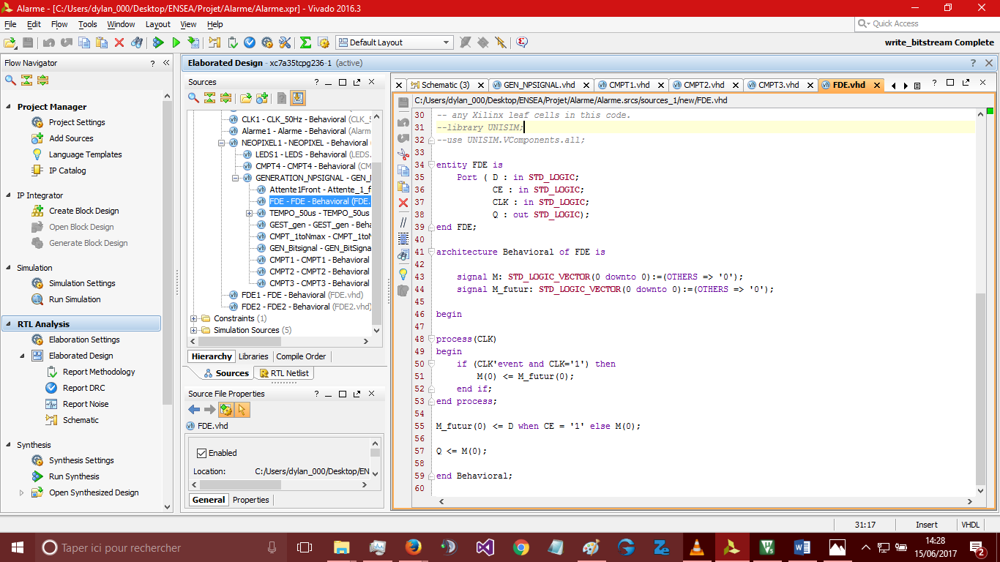 Alarme - [C:/Users/dylan_000/Desktop/ENSEA/Projet/Alarme/Alarme.xpr] - Vivado 2016.3
File Edit Flow Tools Window Layout View Help
Quick Access
Default Layout
write_bitstream Complete
Flow Navigator
Project Manager
Project Settings
Add Sources
Language Templates
IP Catalog
IP Integrator
Create Block Design
Open Block Design
Generate Block Design
Simulation
Simulation Settings
Run Simulation
RTL Analysis
Elaboration Settings
Elaborated Design
Report Methodology
Report DRC
Report Noise
Schematic
Synthesis
Synthesis Settings
Run Synthesis
Open Synthesized Design
Elaborated Design - xc7a35tcpg236-1 (active)
Sources
CLK1 - CLK_50Hz - Behavioral (CLK_5
Alarme1 - Alarme - Behavioral (Alarm
NEOPIXEL1 - NEOPIXEL - Behavioral
LEDS1 - LEDS - Behavioral (LEDS.
CMPT4 - CMPT4 - Behavioral (CM
GENERATION_NPSIGNAL - GEN_
Attente1Front - Attente_1_f
FDE - FDE - Behavioral (FDE.
TEMPO_50us - TEMPO_50us
GEST_gen - GEST_gen - Beha
CMPT_1toNmax - CMPT_1toN
GEN_Bitsignal - GEN_BitSigna
CMPT1 - CMPT1 - Behavioral
CMPT2 - CMPT2 - Behavioral
CMPT3 - CMPT3 - Behavioral
FDE1 - FDE - Behavioral (FDE.vhd)
FDE2 - FDE2 - Behavioral (FDE2.vhd)
Constraints (1)
Simulation Sources (5)
Hierarchy Libraries Compile Order
Sources RTL Netlist
Source File Properties
FDE.vhd
Enabled
Location: C:/Users/dylan_000/Desktop/EN
General Properties
Schematic (3) GEN_NPSIGNAL.vhd CMPT1.vhd CMPT2.vhd CMPT3.vhd FDE.vhd
C:/Users/dylan_000/Desktop/ENSEA/Projet/Alarme/Alarme.srcs/sources_1/new/FDE.vhd
30 -- any Xilinx leaf cells in this code.
31 --library UNISIM;
32 --use UNISIM.VComponents.all;
33
34 entity FDE is
35 Port ( D : in STD_LOGIC;
36 CE : in STD_LOGIC;
37 CLK : in STD_LOGIC;
38 Q : out STD_LOGIC);
39 end FDE;
40
41 architecture Behavioral of FDE is
42
43 signal M: STD_LOGIC_VECTOR(0 downto 0):=(OTHERS => '0');
44 signal M_futur: STD_LOGIC_VECTOR(0 downto 0):=(OTHERS => '0');
45
46 begin
47
48 process(CLK)
49 begin
50 if (CLK'event and CLK='1') then
51 M(0) <= M_futur(0);
52 end if;
53 end process;
54
55 M_futur(0) <= D when CE = '1' else M(0);
56
57 Q <= M(0);
58
59 end Behavioral;
60
31:17 Insert VHDL
Taper ici pour rechercher
14:28
15/06/2017
2